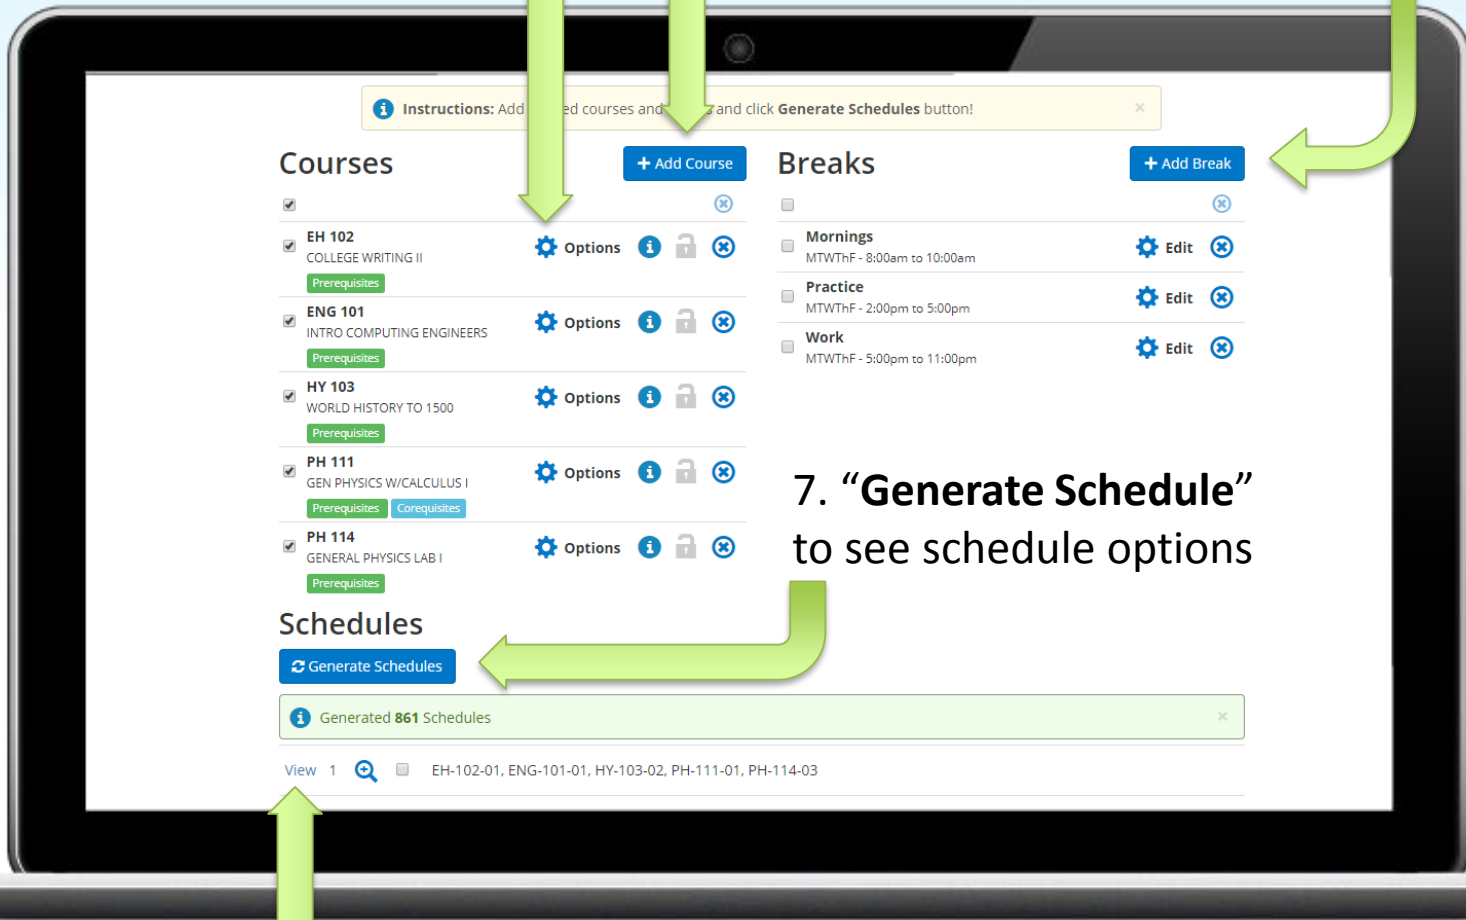 Instructions: Add ed courses and s and click Generate Schedules button!
Courses
+ Add Course
EH 102
COLLEGE WRITING II
Prerequisites
Options
ENG 101
INTRO COMPUTING ENGINEERS
Prerequisites
Options
HY 103
WORLD HISTORY TO 1500
Prerequisites
Options
PH 111
GEN PHYSICS W/CALCULUS I
Prerequisites Corequisites
Options
PH 114
GENERAL PHYSICS LAB I
Prerequisites
Options
Breaks
+ Add Break
Mornings
MTWThF - 8:00am to 10:00am
Edit
Practice
MTWThF - 2:00pm to 5:00pm
Edit
Work
MTWThF - 5:00pm to 11:00pm
Edit
7. “Generate Schedule”
to see schedule options
Schedules
Generate Schedules
Generated 861 Schedules
View 1 EH-102-01, ENG-101-01, HY-103-02, PH-111-01, PH-114-03